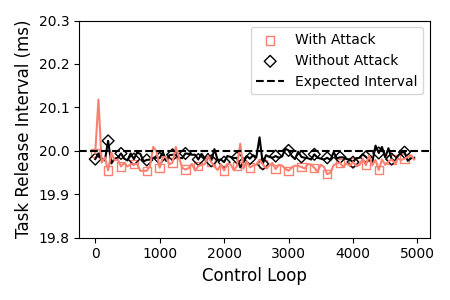 20.3
20.2
20.1
20.0
19.9
19.8
Task Release Interval (ms)
With Attack
Without Attack
Expected Interval
0 1000 2000 3000 4000 5000
Control Loop